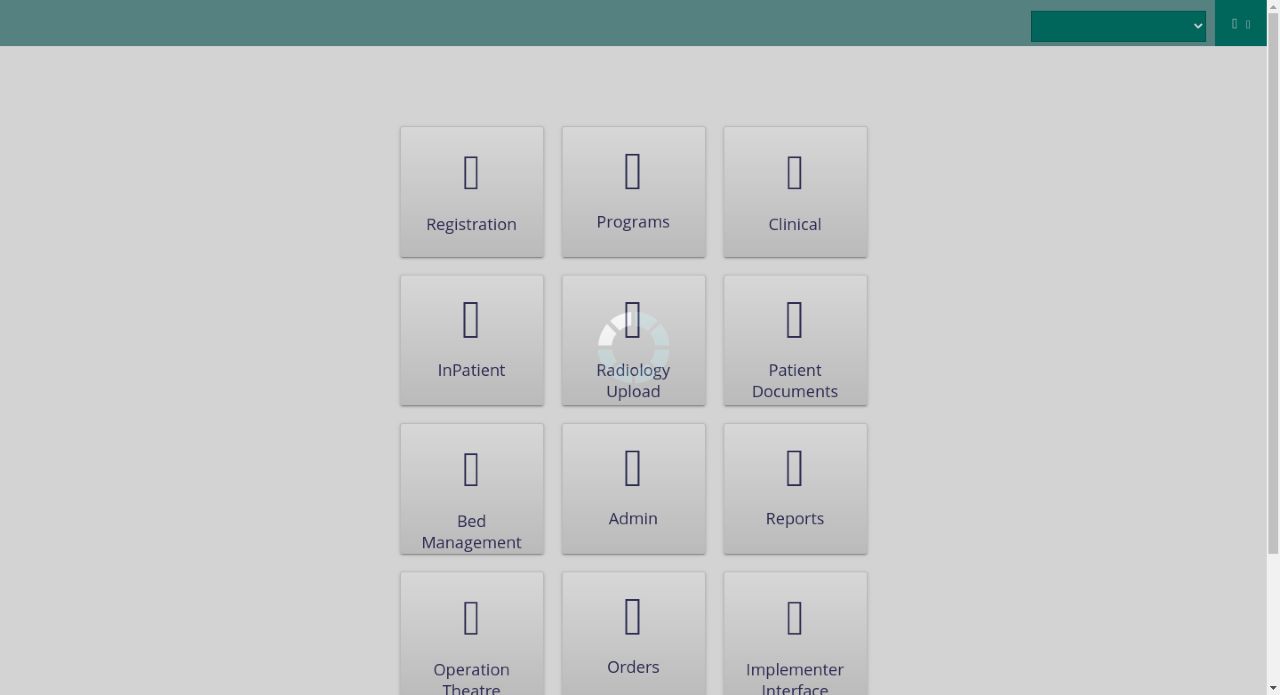 Registration
Programs
Clinical
InPatient
Radiology
Upload
Patient
Documents
Bed
Management
Admin
Reports
Operation
Theatre
Orders
Implementer
Interface